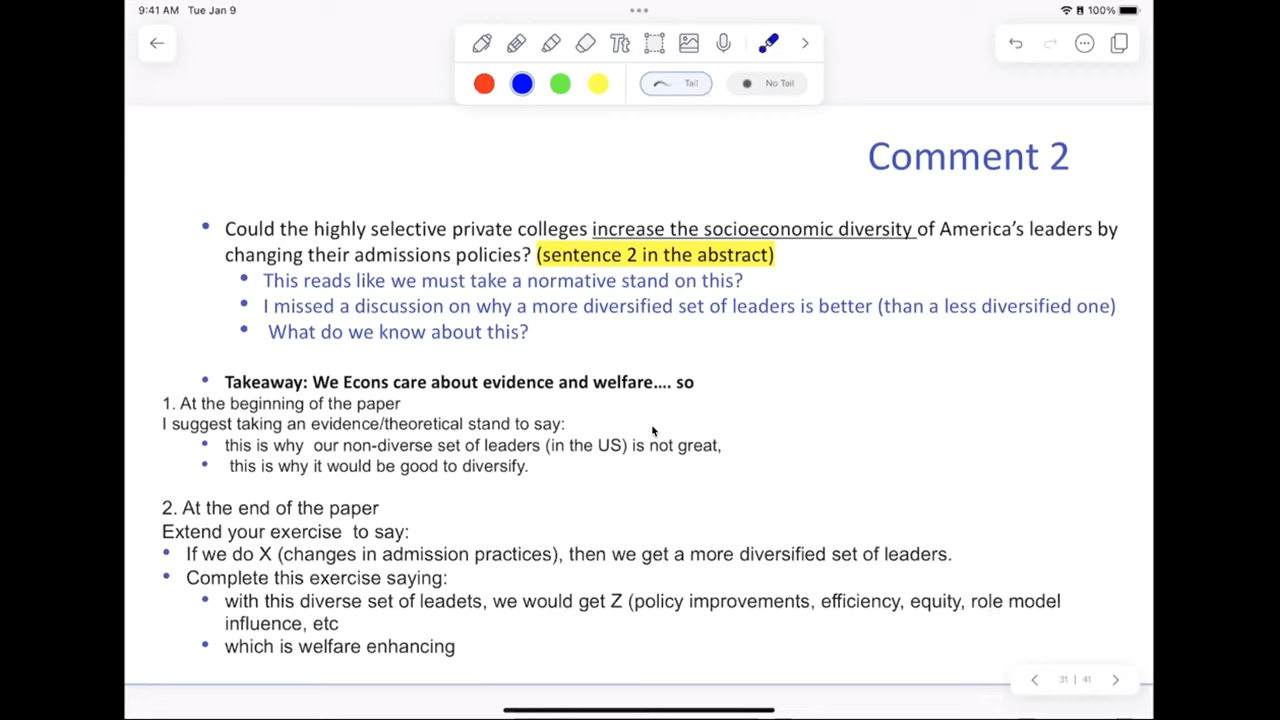 9:41 AM Tue Jan 9
100%
Tt
Tail
No Tail
Comment 2
• Could the highly selective private colleges increase the socioeconomic diversity of America's leaders by
changing their admissions policies? (sentence 2 in the abstract)
• This reads like we must take a normative stand on this?
• I missed a discussion on why a more diversified set of leaders is better (than a less diversified one)
• What do we know about this?
• Takeaway: We Econs care about evidence and welfare.... so
1. At the beginning of the paper
I suggest taking an evidence/theoretical stand to say:
• this is why our non-diverse set of leaders (in the US) is not great,
• this is why it would be good to diversify.
2. At the end of the paper
Extend your exercise to say:
• If we do X (changes in admission practices), then we get a more diversified set of leaders.
• Complete this exercise saying:
• with this diverse set of leadets, we would get Z (policy improvements, efficiency, equity, role model
influence, etc
• which is welfare enhancing
31 | 41